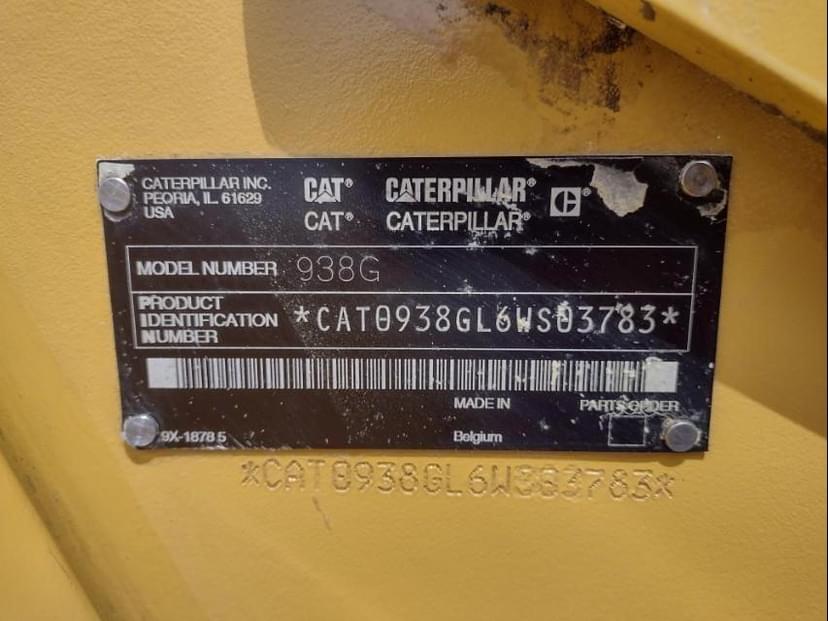 CATERPILLAR INC.
PEORIA, IL. 61629
USA
CAT® CATERPILLAR® C®
CAT® CATERPILLAR®
MODEL NUMBER 938G
PRODUCT
IDENTIFICATION
NUMBER
*CAT0938GL6WS03783*
MADE IN PARTS ORDER
9X-1878 5 Belgium
*CAT0938GL6WS03783*